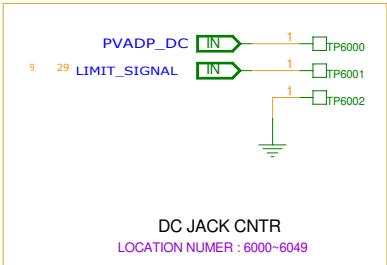 PVADP_DC IN 1 TP6000
9 29 LIMIT_SIGNAL IN 1 TP6001
1 TP6002
DC JACK CNTR
LOCATION NUMER : 6000~6049